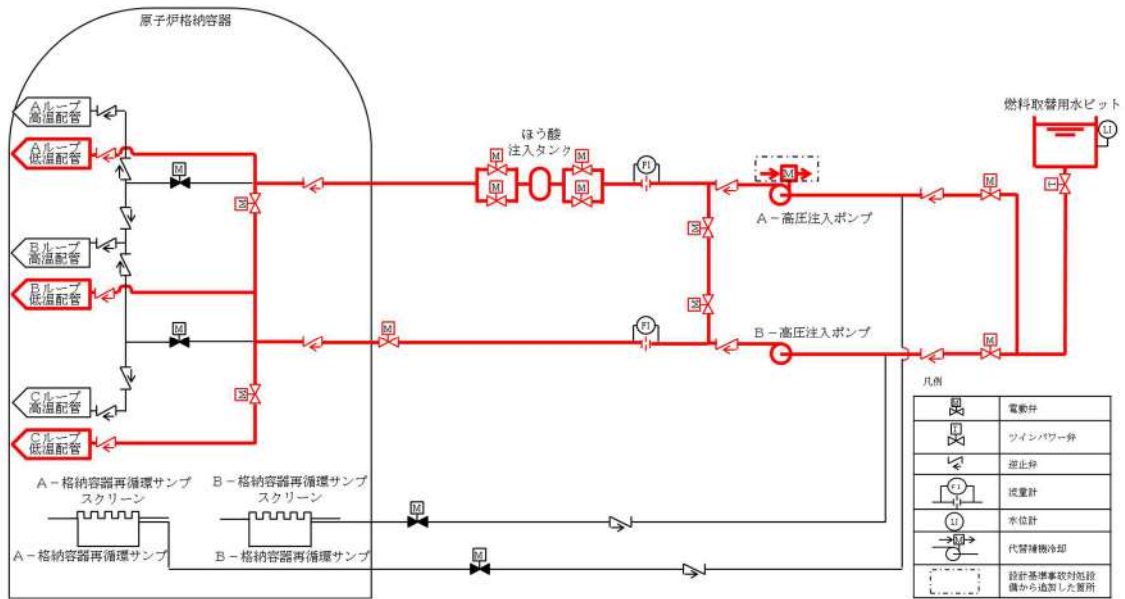 原子炉格納容器
Aループ
高温配管
Aループ
低温配管
Bループ
高温配管
Bループ
低温配管
Cループ
高温配管
Cループ
低温配管
M
M
M
M
ほう酸
注入タンク
M
M
M
M
M
FI
FI
M
M
M
A－高圧注入ポンプ
B－高圧注入ポンプ
M
M
燃料取替用水ピット
LI
T
A－格納容器再循環サンプ
スクリーン
A－格納容器再循環サンプ
B－格納容器再循環サンプ
スクリーン
B－格納容器再循環サンプ
M
M
凡例
M
電動弁
T
ツインパワー弁
逆止弁
FI
流量計
LI
水位計
M
代替補機冷却
設計基準事故対処設
備から追加した箇所